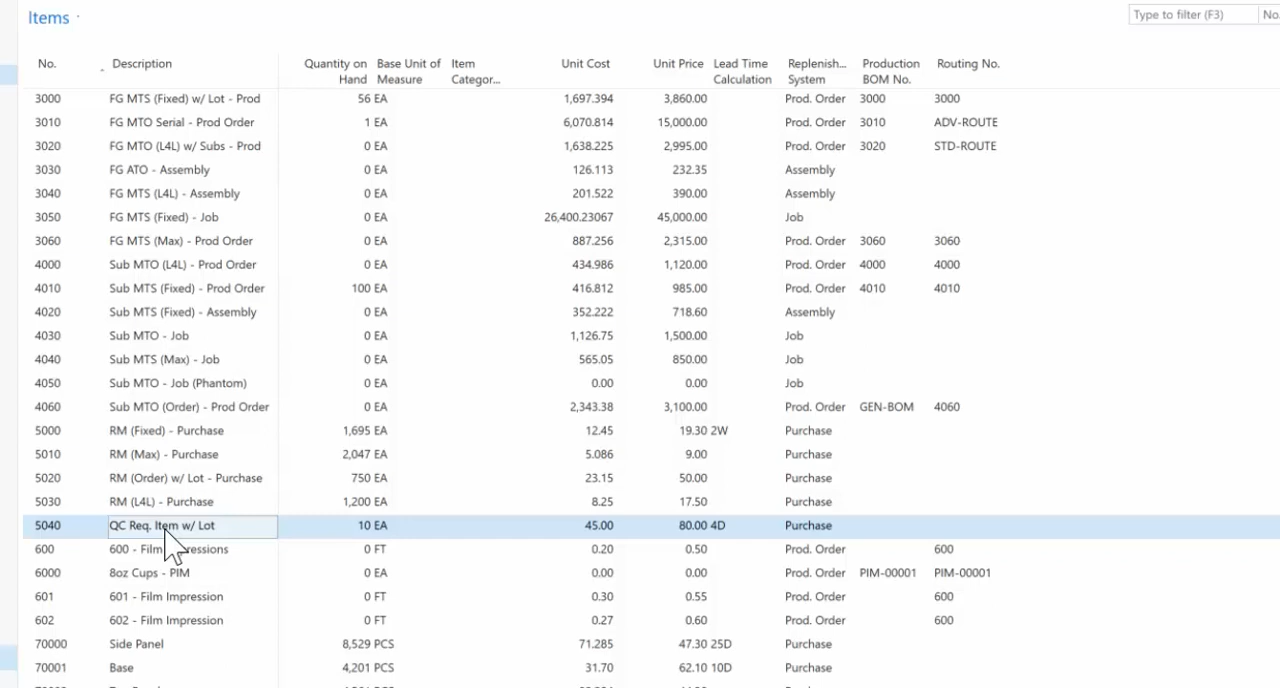 Items
Type to filter (F3) No.
No. Description Quantity on Hand Base Unit of Measure Item Categor... Unit Cost Unit Price Lead Time Calculation Replenish... System Production BOM No. Routing No.
3000 FG MTS (Fixed) w/ Lot - Prod 56 EA 1,697.394 3,860.00 Prod. Order 3000 3000
3010 FG MTO Serial - Prod Order 1 EA 6,070.814 15,000.00 Prod. Order 3010 ADV-ROUTE
3020 FG MTO (L4L) w/ Subs - Prod 0 EA 1,638.225 2,995.00 Prod. Order 3020 STD-ROUTE
3030 FG ATO - Assembly 0 EA 126.113 232.35 Assembly
3040 FG MTS (L4L) - Assembly 0 EA 201.522 390.00 Assembly
3050 FG MTS (Fixed) - Job 0 EA 26,400.23067 45,000.00 Job
3060 FG MTS (Max) - Prod Order 0 EA 887.256 2,315.00 Prod. Order 3060 3060
4000 Sub MTO (L4L) - Prod Order 0 EA 434.986 1,120.00 Prod. Order 4000 4000
4010 Sub MTS (Fixed) - Prod Order 100 EA 416.812 985.00 Prod. Order 4010 4010
4020 Sub MTS (Fixed) - Assembly 0 EA 352.222 718.60 Assembly
4030 Sub MTO - Job 0 EA 1,126.75 1,500.00 Job
4040 Sub MTS (Max) - Job 0 EA 565.05 850.00 Job
4050 Sub MTO - Job (Phantom) 0 EA 0.00 0.00 Job
4060 Sub MTO (Order) - Prod Order 0 EA 2,343.38 3,100.00 Prod. Order GEN-BOM 4060
5000 RM (Fixed) - Purchase 1,695 EA 12.45 19.30 2W Purchase
5010 RM (Max) - Purchase 2,047 EA 5.086 9.00 Purchase
5020 RM (Order) w/ Lot - Purchase 750 EA 23.15 50.00 Purchase
5030 RM (L4L) - Purchase 1,200 EA 8.25 17.50 Purchase
5040 QC Req. Item w/ Lot 10 EA 45.00 80.00 4D Purchase
600 600 - Film Impressions 0 FT 0.20 0.50 Prod. Order 600
6000 8oz Cups - PIM 0 EA 0.00 0.00 Prod. Order PIM-00001 PIM-00001
601 601 - Film Impression 0 FT 0.30 0.55 Prod. Order 600
602 602 - Film Impression 0 FT 0.27 0.60 Prod. Order 600
70000 Side Panel 8,529 PCS 71.285 47.30 25D Purchase
70001 Base 4,201 PCS 31.70 62.10 10D Purchase